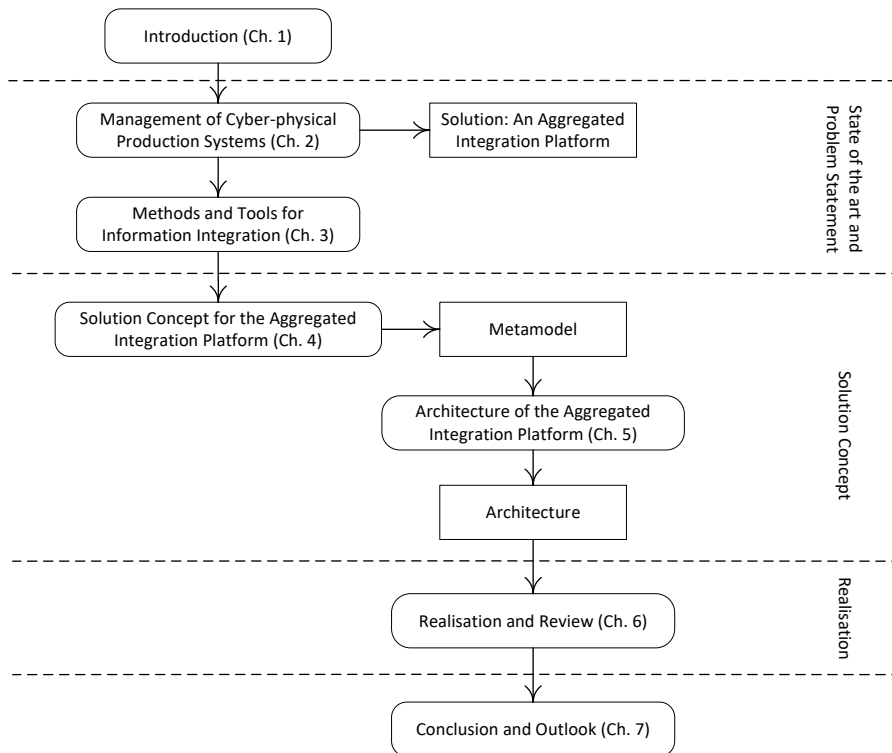 Introduction (Ch. 1)
Management of Cyber-physical
Production Systems (Ch. 2)
Solution: An Aggregated
Integration Platform
Methods and Tools for
Information Integration (Ch. 3)
State of the art and
Problem Statement
Solution Concept for the Aggregated
Integration Platform (Ch. 4)
Metamodel
Architecture of the Aggregated
Integration Platform (Ch. 5)
Architecture
Solution Concept
Realisation and Review (Ch. 6)
Realisation
Conclusion and Outlook (Ch. 7)